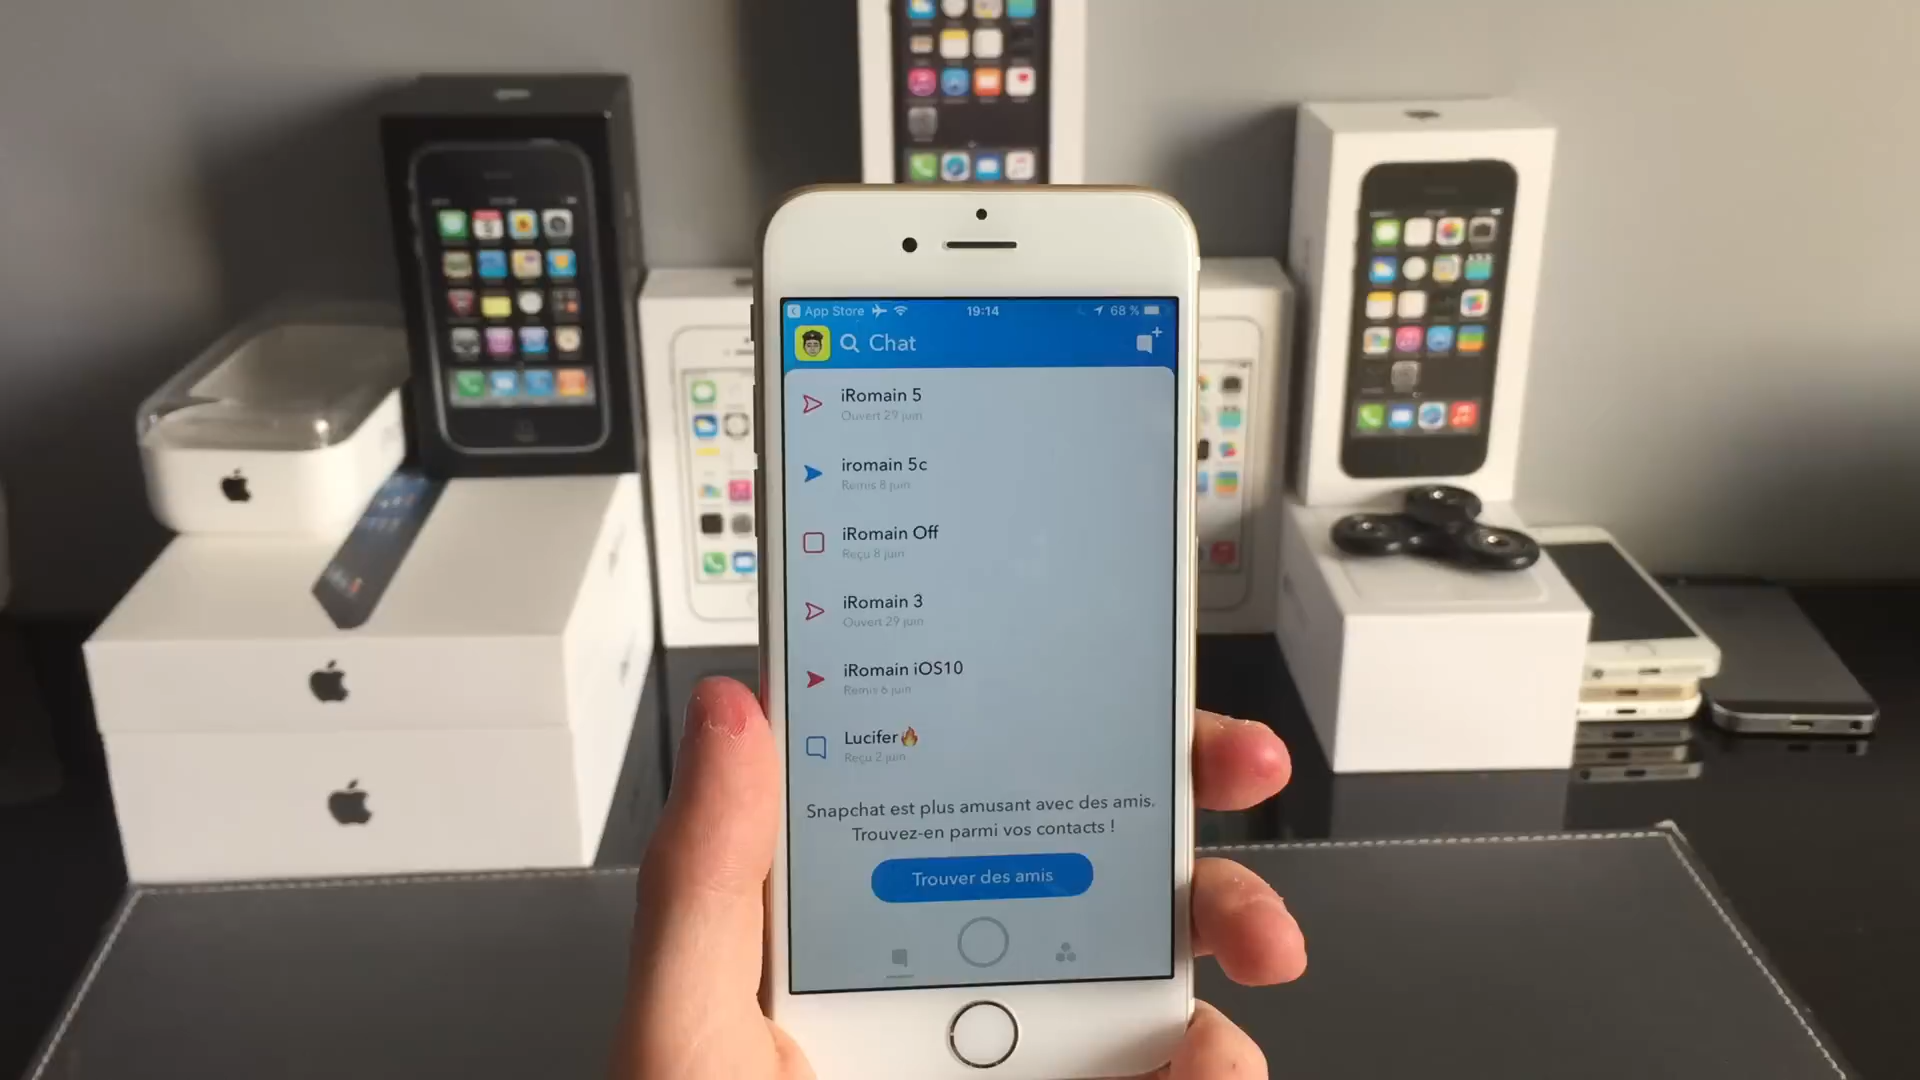 App Store 19:14 68 %
Chat
iRomain 5
Ouvert 29 juin
iromain 5c
Remis 8 juin
iRomain Off
Reçu 8 juin
iRomain 3
Ouvert 29 juin
iRomain iOS10
Remis 6 juin
Lucifer🔥
Reçu 2 juin
Snapchat est plus amusant avec des amis.
Trouvez-en parmi vos contacts !
Trouver des amis